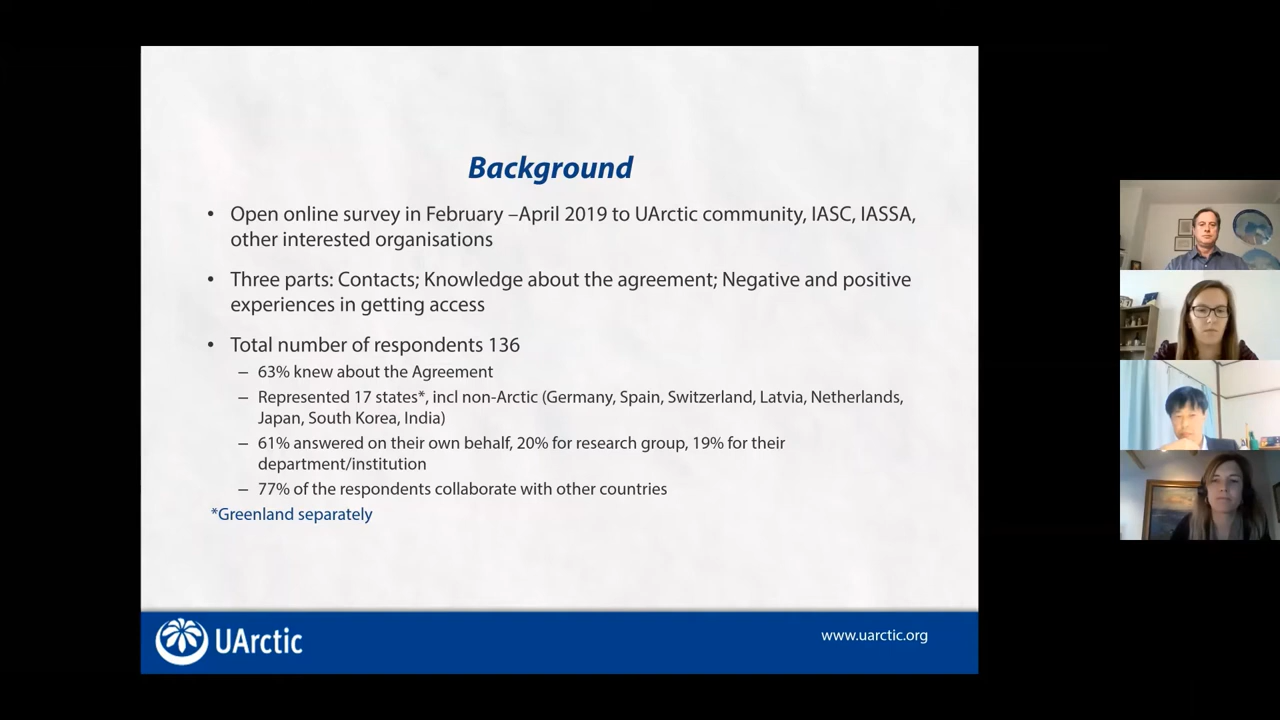 Background
• Open online survey in February –April 2019 to UArctic community, IASC, IASSA,
other interested organisations
• Three parts: Contacts; Knowledge about the agreement; Negative and positive
experiences in getting access
• Total number of respondents 136
– 63% knew about the Agreement
– Represented 17 states*, incl non-Arctic (Germany, Spain, Switzerland, Latvia, Netherlands,
Japan, South Korea, India)
– 61% answered on their own behalf, 20% for research group, 19% for their
department/institution
– 77% of the respondents collaborate with other countries
*Greenland separately
UArctic
www.uarctic.org